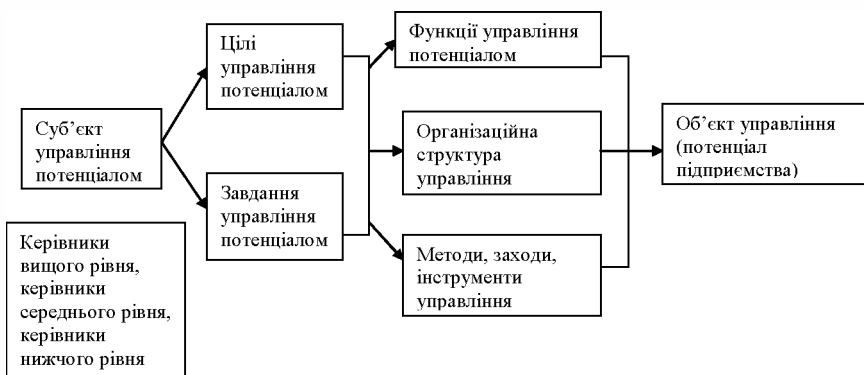 Суб’єкт
управління
потенціалом
Керівники
вищого рівня,
керівники
середнього рівня,
керівники
нижчого рівня
Цілі
управління
потенціалом
Завдання
управління
потенціалом
Функції управління
потенціалом
Організаційна
структура
управління
Методи, заходи,
інструменти
управління
Об’єкт управління
(потенціал
підприємства)